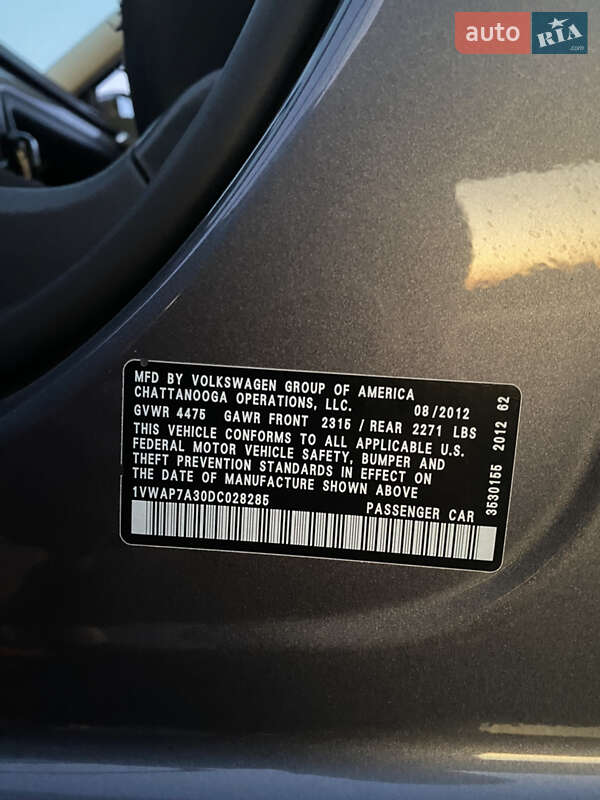 auto RIA .com
MFD BY VOLKSWAGEN GROUP OF AMERICA
CHATTANOOGA OPERATIONS, LLC. 08/2012
GVWR 4475 GAWR FRONT 2315 / REAR 2271 LBS
THIS VEHICLE CONFORMS TO ALL APPLICABLE U.S.
FEDERAL MOTOR VEHICLE SAFETY, BUMPER AND
THEFT PREVENTION STANDARDS IN EFFECT ON
THE DATE OF MANUFACTURE SHOWN ABOVE
1VWAP7A30DC028285 PASSENGER CAR
3530155 2012 62